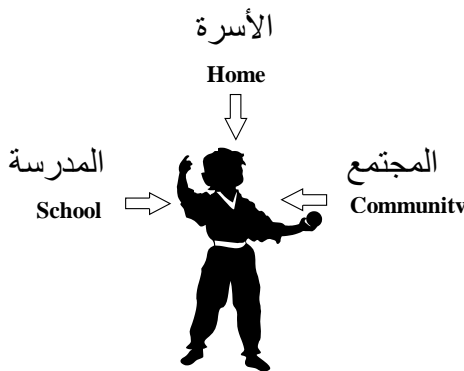 الأسرة
Home
المدرسة
School
المجتمع
Community